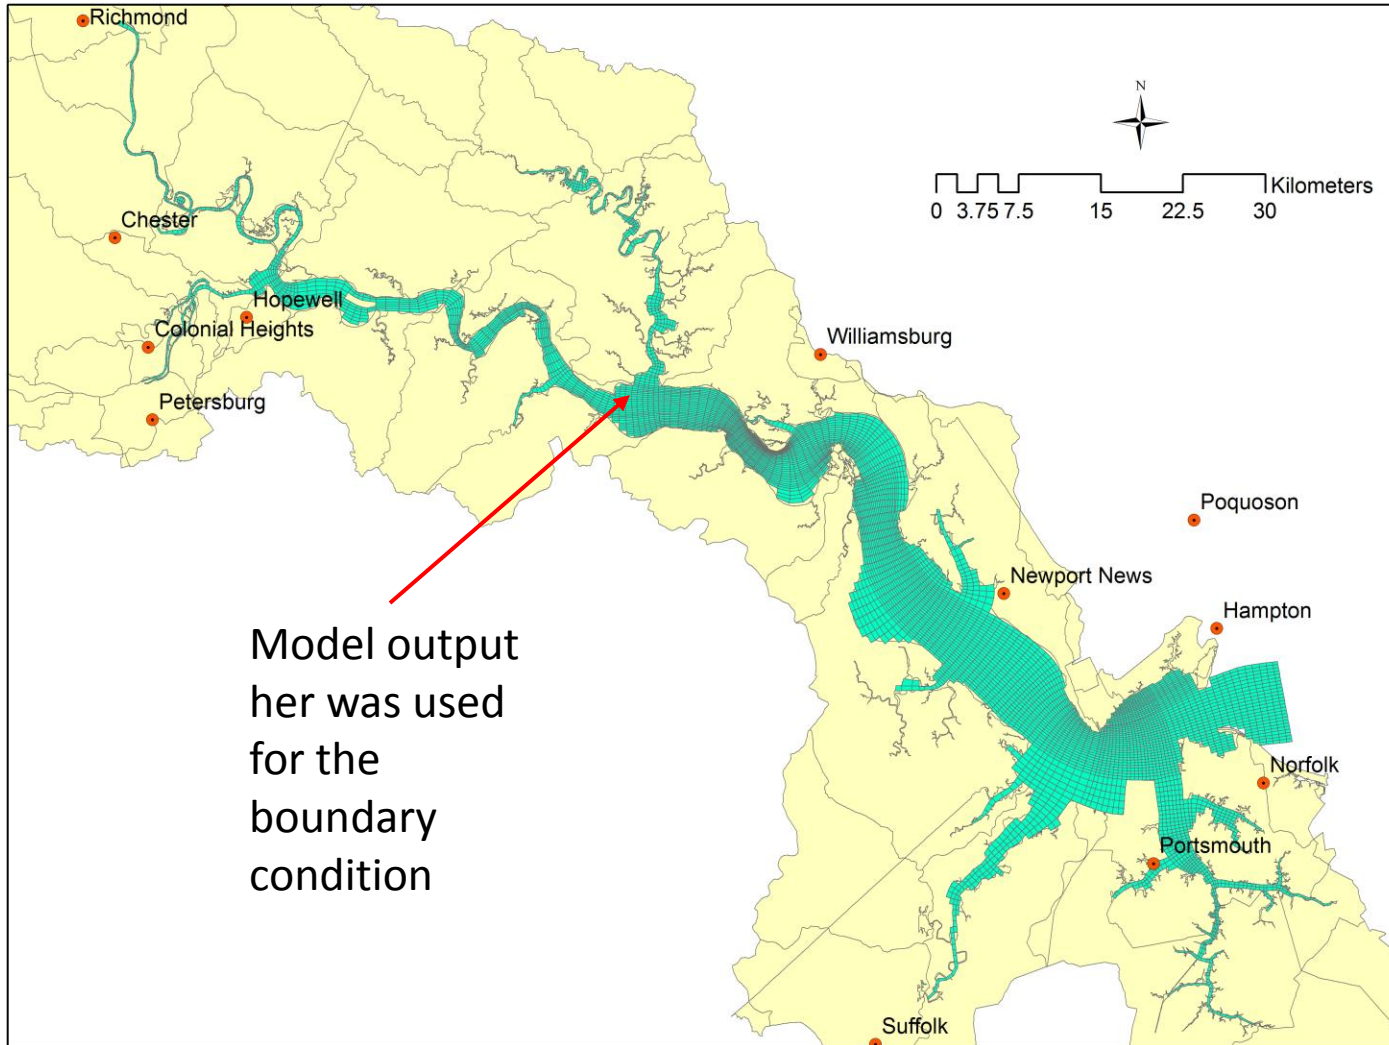 Richmond
N
Kilometers
0 3.75 7.5 15 22.5 30
Chester
Hopewell
Colonial Heights
Williamsburg
Petersburg
Poquoson
Newport News
Hampton
Model output
her was used
for the
boundary
condition
Norfolk
Portsmouth
Suffolk